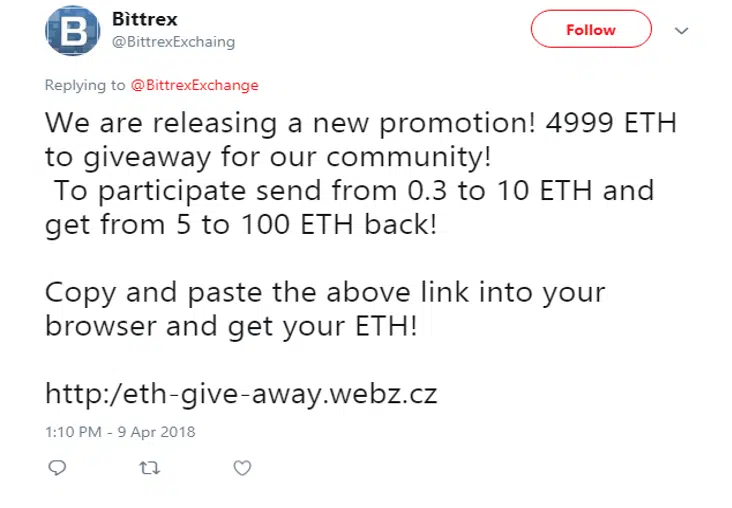 Bìttrex
@BittrexExchaing
Follow
Replying to @BittrexExchange
We are releasing a new promotion! 4999 ETH
to giveaway for our community!
To participate send from 0.3 to 10 ETH and
get from 5 to 100 ETH back!
Copy and paste the above link into your
browser and get your ETH!
http:/eth-give-away.webz.cz
1:10 PM - 9 Apr 2018